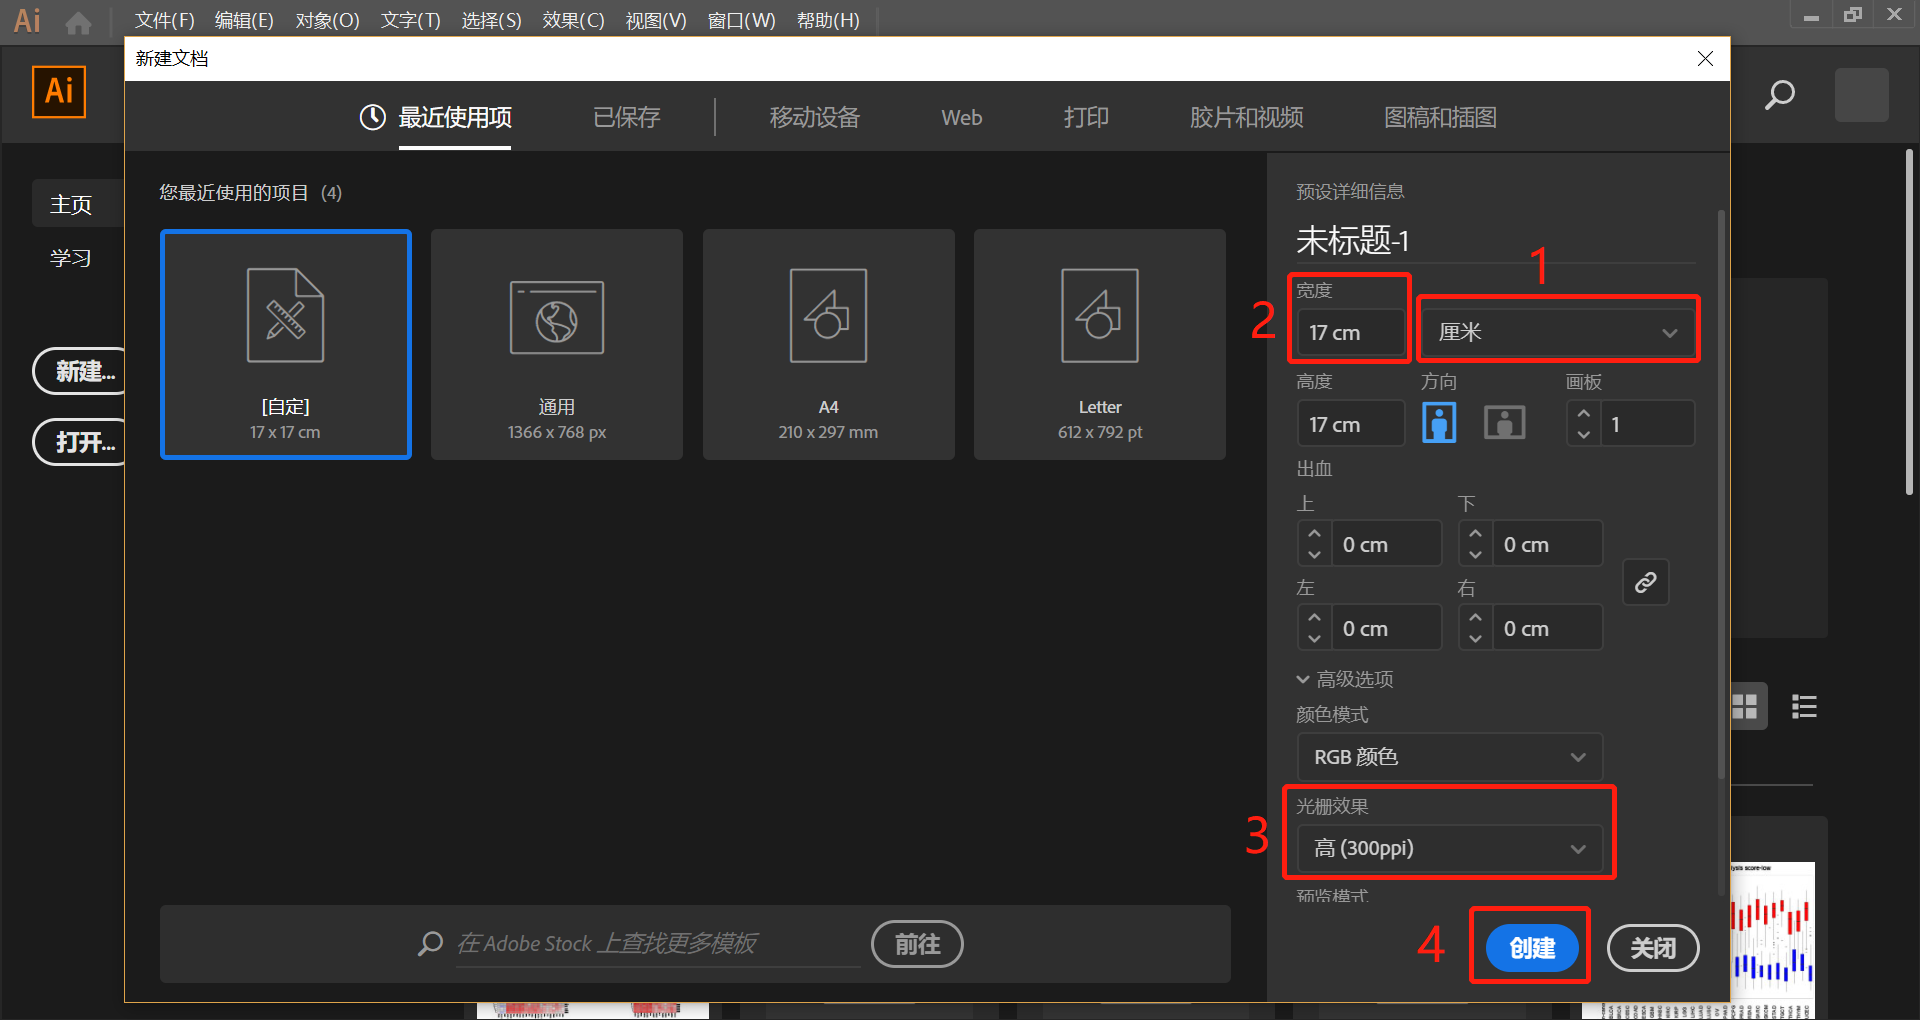 Ai 文件(F) 编辑(E) 对象(O) 文字(T) 选择(S) 效果(C) 视图(V) 窗口(W) 帮助(H)
新建文档
Ai
最近使用项 已保存 移动设备 Web 打印 胶片和视频 图稿和插图
主页
学习
新建...
打开...
您最近使用的项目 (4)
[自定]
17 x 17 cm
通用
1366 x 768 px
A4
210 x 297 mm
Letter
612 x 792 pt
预设详细信息
未标题-1
1
宽度
2
17 cm 厘米
高度 方向 画板
17 cm 1
出血
上 下
0 cm 0 cm
左 右
0 cm 0 cm
高级选项
颜色模式
RGB 颜色
光栅效果
3
高 (300ppi)
预览模式
在 Adobe Stock 上查找更多模板 前往
4
创建 关闭
score-low